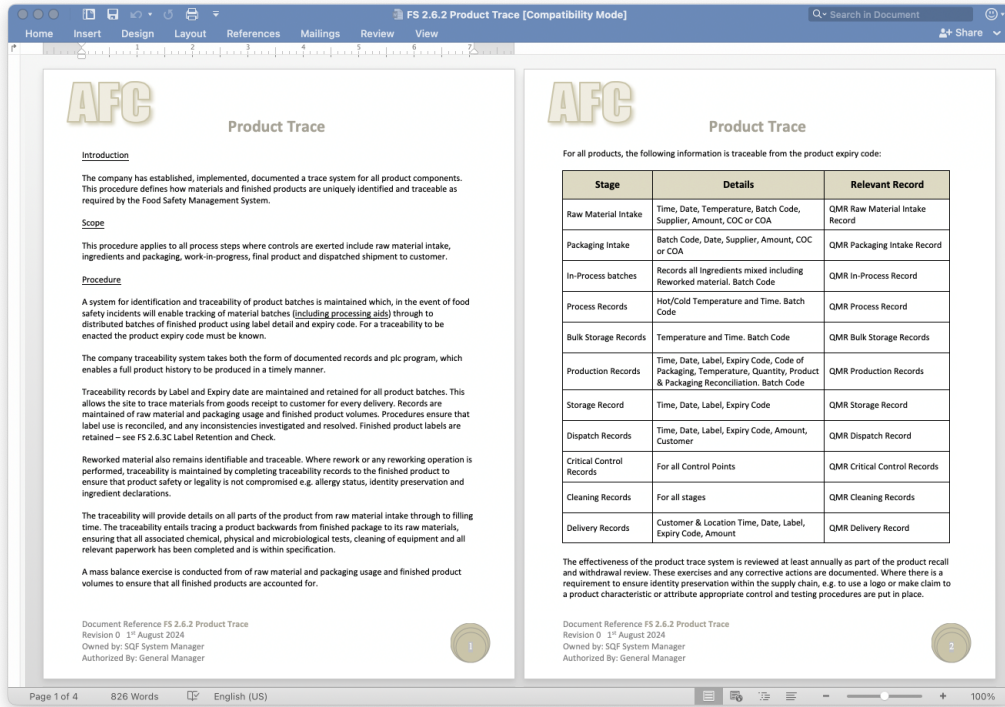 FS 2.6.2 Product Trace [Compatibility Mode]
Search in Document
Home Insert Design Layout References Mailings Review View
Share
1 2 3 4 5 6 7
AFC
Product Trace
Introduction
The company has established, implemented, documented a trace system for all product components.
This procedure defines how materials and finished products are uniquely identified and traceable as
required by the Food Safety Management System.
Scope
This procedure applies to all process steps where controls are exerted include raw material intake,
ingredients and packaging, work-in-progress, final product and dispatched shipment to customer.
Procedure
A system for identification and traceability of product batches is maintained which, in the event of food
safety incidents will enable tracking of material batches (including processing aids) through to
distributed batches of finished product using label detail and expiry code. For a traceability to be
enacted the product expiry code must be known.
The company traceability system takes both the form of documented records and plc program, which
enables a full product history to be produced in a timely manner.
Traceability records by Label and Expiry date are maintained and retained for all product batches. This
allows the site to trace materials from goods receipt to customer for every delivery. Records are
maintained of raw material and packaging usage and finished product volumes. Procedures ensure that
label use is reconciled, and any inconsistencies investigated and resolved. Finished product labels are
retained – see FS 2.6.3C Label Retention and Check.
Reworked material also remains identifiable and traceable. Where rework or any reworking operation is
performed, traceability is maintained by completing traceability records to the finished product to
ensure that product safety or legality is not compromised e.g. allergy status, identity preservation and
ingredient declarations.
The traceability will provide details on all parts of the product from raw material intake through to filling
time. The traceability entails tracing a product backwards from finished package to its raw materials,
ensuring that all associated chemical, physical and microbiological tests, cleaning of equipment and all
relevant paperwork has been completed and is within specification.
A mass balance exercise is conducted from of raw material and packaging usage and finished product
volumes to ensure that all finished products are accounted for.
Document Reference FS 2.6.2 Product Trace
Revision 0 1st August 2024
Owned by: SQF System Manager
Authorized By: General Manager
1
AFC
Product Trace
For all products, the following information is traceable from the product expiry code:
Stage Details Relevant Record
Raw Material Intake
Time, Date, Temperature, Batch Code,
Supplier, Amount, COC or COA
QMR Raw Material Intake
Record
Packaging Intake
Batch Code, Date, Supplier, Amount, COC
or COA
QMR Packaging Intake Record
In-Process batches
Records all Ingredients mixed including
Reworked material. Batch Code
QMR In-Process Record
Process Records
Hot/Cold Temperature and Time. Batch
Code
QMR Process Record
Bulk Storage Records
Temperature and Time. Batch Code
QMR Bulk Storage Records
Production Records
Time, Date, Label, Expiry Code, Code of
Packaging, Temperature, Quantity, Product
& Packaging Reconciliation. Batch Code
QMR Production Records
Storage Record
Time, Date, Label, Expiry Code
QMR Storage Record
Dispatch Records
Time, Date, Label, Expiry Code, Amount,
Customer
QMR Dispatch Record
Critical Control
Records
For all Control Points
QMR Critical Control Records
Cleaning Records
For all stages
QMR Cleaning Records
Delivery Records
Customer & Location Time, Date, Label,
Expiry Code, Amount
QMR Delivery Record
The effectiveness of the product trace system is reviewed at least annually as part of the product recall
and withdrawal review. These exercises and any corrective actions are documented. Where there is a
requirement to ensure identity preservation within the supply chain, e.g. to use a logo or make claim to
a product characteristic or attribute appropriate control and testing procedures are put in place.
Document Reference FS 2.6.2 Product Trace
Revision 0 1st August 2024
Owned by: SQF System Manager
Authorized By: General Manager
2
Page 1 of 4 826 Words English (US) 100%